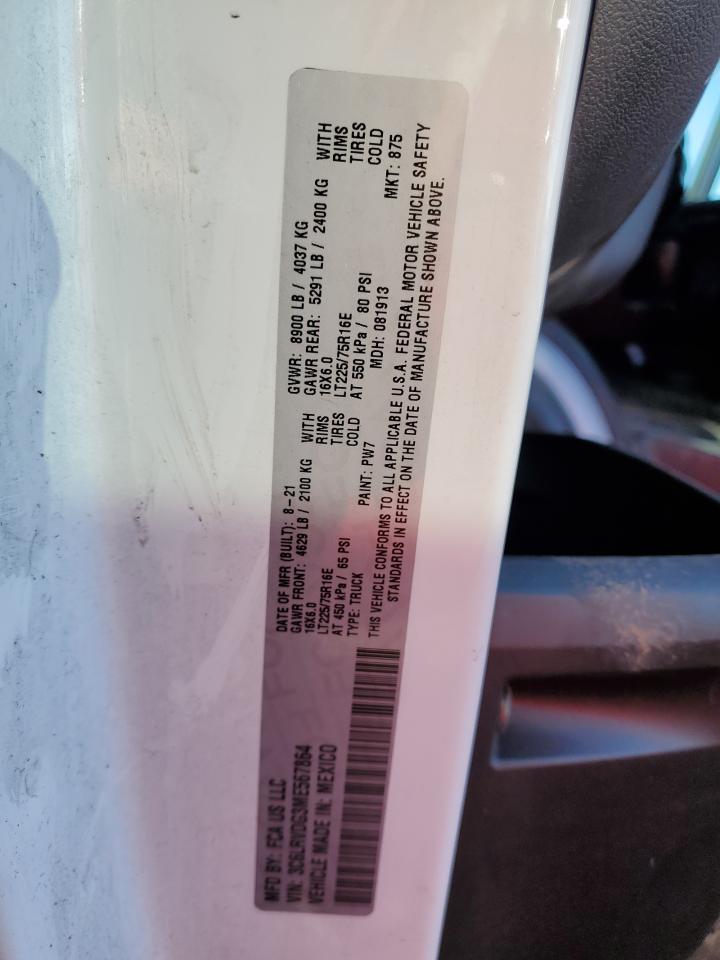 MFD BY: FCA US LLC
DATE OF MFR (BUILT): 8-21
GVWR: 8900 LB / 4037 KG
VIN: 3C6LRVDG3ME567864
GAWR FRONT: 4629 LB / 2100 KG WITH
GAWR REAR: 5291 LB / 2400 KG WITH
VEHICLE MADE IN: MEXICO
16X6.0 RIMS
16X6.0 RIMS
LT225/75R16E TIRES
LT225/75R16E TIRES
AT 450 kPa / 65 PSI COLD
AT 550 kPa / 80 PSI COLD
TYPE: TRUCK PAINT: PW7 MDH: 081913 MKT: 875
THIS VEHICLE CONFORMS TO ALL APPLICABLE U.S.A. FEDERAL MOTOR VEHICLE SAFETY
STANDARDS IN EFFECT ON THE DATE OF MANUFACTURE SHOWN ABOVE.